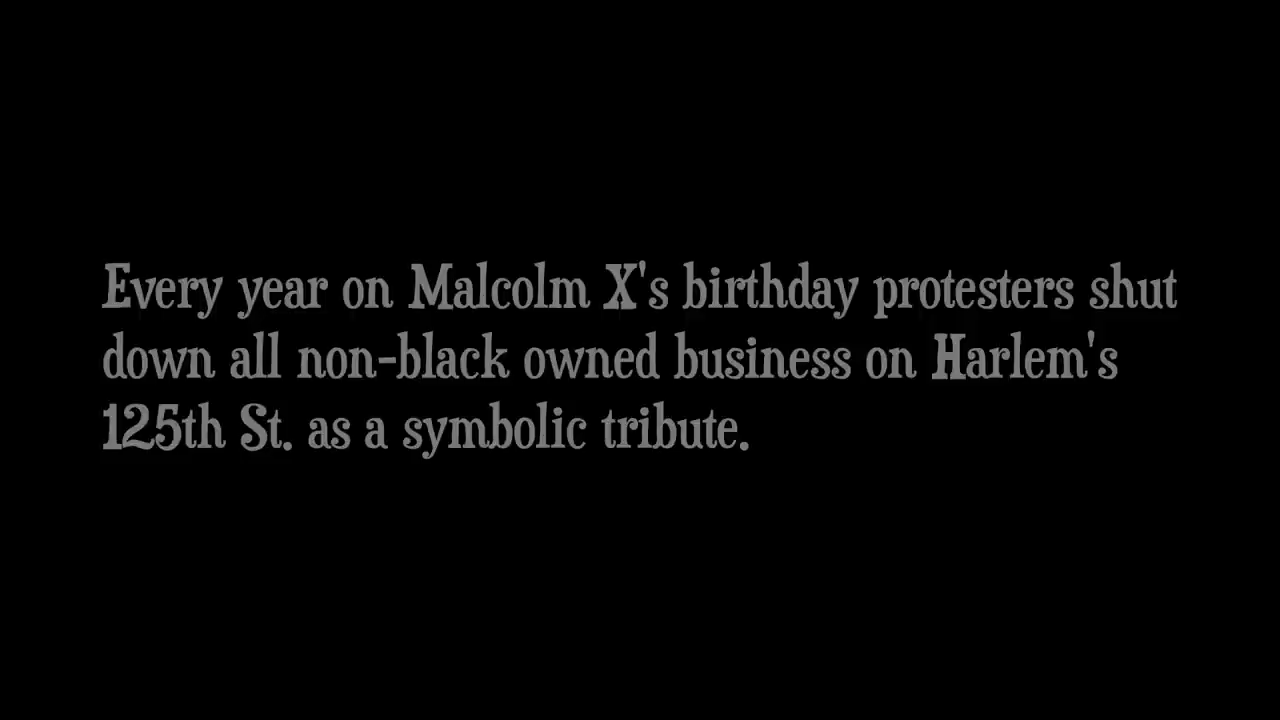 Every year on Malcolm X's birthday protesters shut
down all non-black owned business on Harlem's
125th St. as a symbolic tribute.